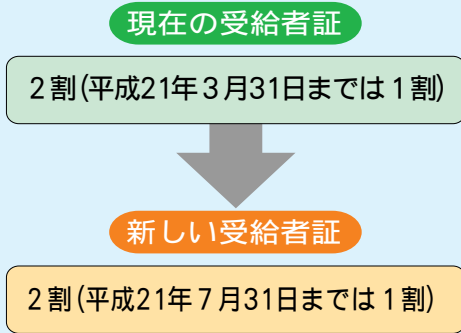 現在の受給者証
2割(平成21年3月31日までは1割)
新しい受給者証
2割(平成21年7月31日までは1割)